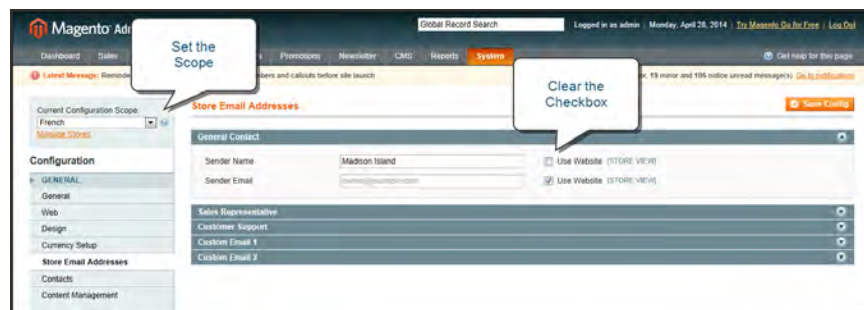 Magento Ad
Global Record Search
Logged in as admin | Monday, April 28, 2014 | Try Magento Go for Free | Log Out
Set the
Scope
Dashboard Sales Promotions Newsletter CMS Reports System
Get help for this page
Latest Message: Reminde
bers and callouts before site launch
Clear the
Checkbox
or, 19 minor and 106 notice unread message(s). Go to notifications
Current Configuration Scope:
French
Manage Stores
Store Email Addresses
Save Config
General Contact
Configuration
Sender Name Madison Island Use Website [STORE VIEW]
GENERAL
Sender Email Use Website [STORE VIEW]
General
Web
Sales Representative
Design
Customer Support
Currency Setup
Custom Email 1
Store Email Addresses
Custom Email 2
Contacts
Content Management